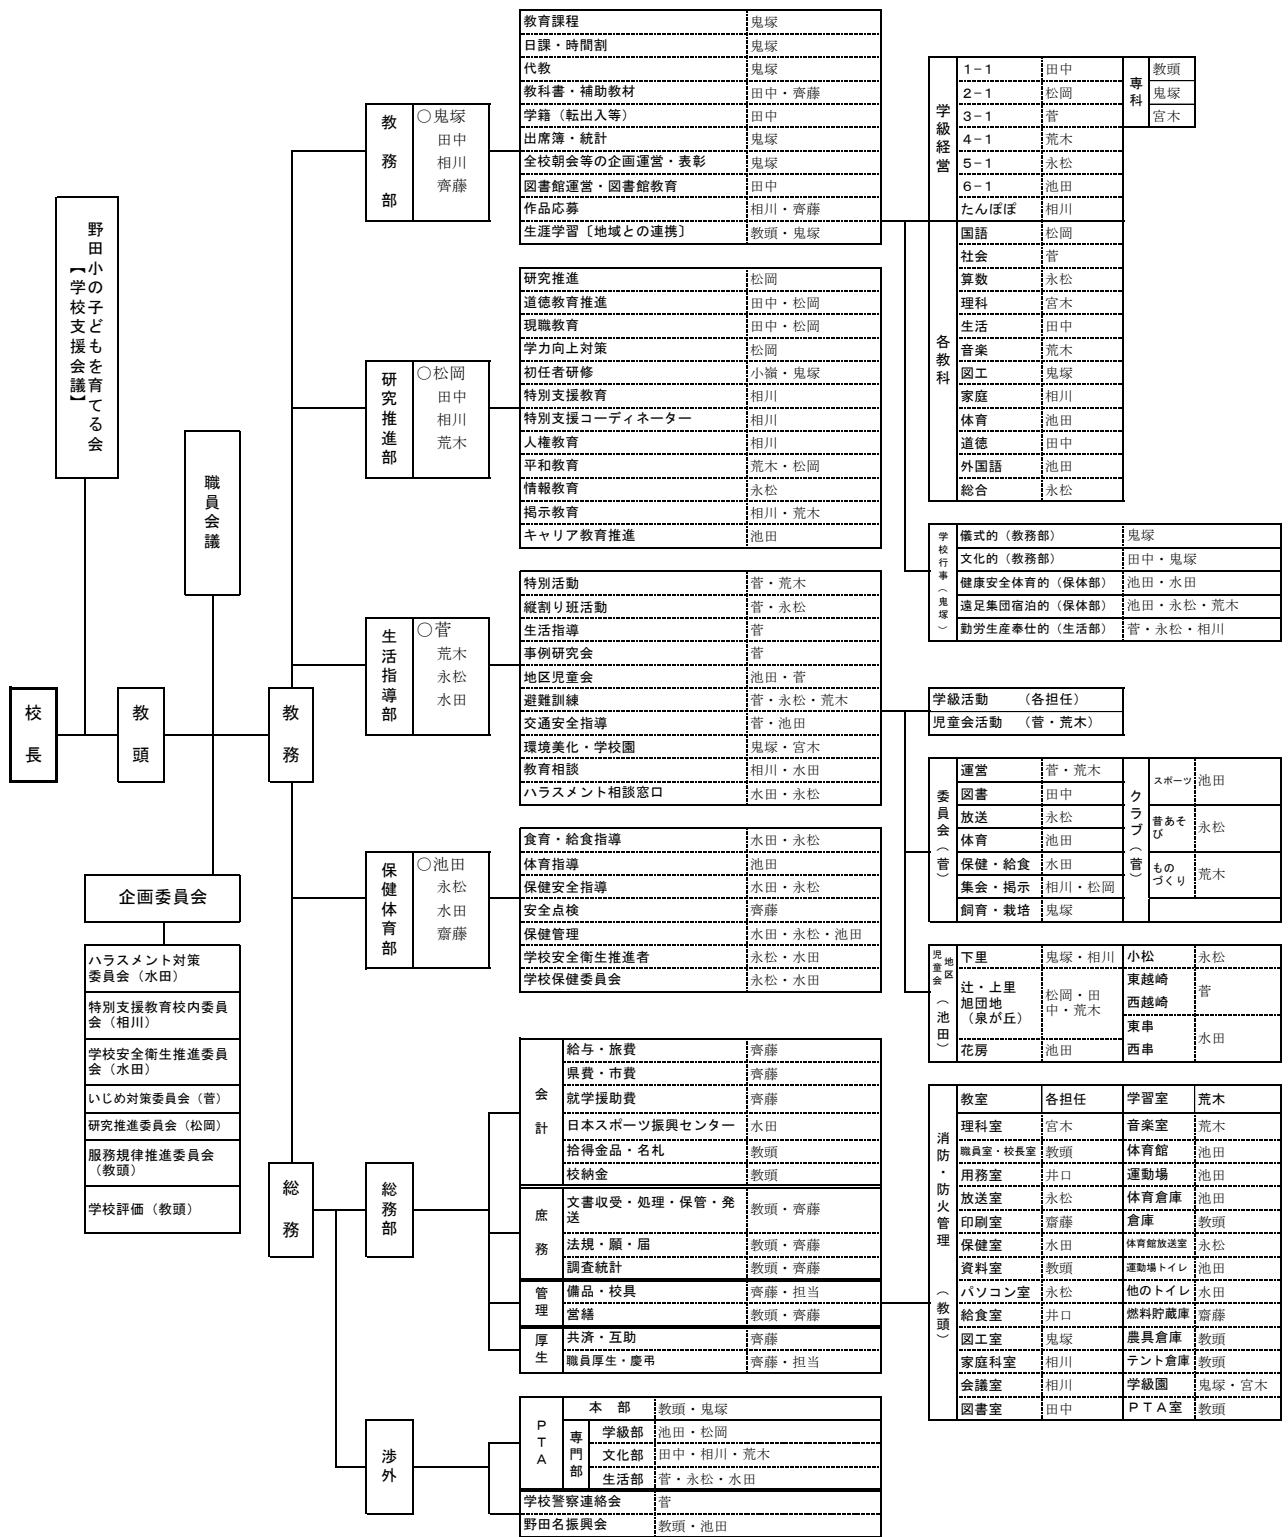 野田小の子どもを育てる会
【学校支援会議】
職員会議
校長
教頭
教務
企画委員会
ハラスメント対策
委員会（水田）
特別支援教育校内委員
会（相川）
学校安全衛生推進委員
会（水田）
いじめ対策委員会（菅）
研究推進委員会（松岡）
服務規律推進委員会
（教頭）
学校評価（教頭）
総務
教務部
○鬼塚
田中
相川
齊藤
教育課程 鬼塚
日課・時間割 鬼塚
代教 鬼塚
教科書・補助教材 田中・齊藤
学籍（転出入等） 田中
出席簿・統計 鬼塚
全校朝会等の企画運営・表彰 鬼塚
図書館運営・図書館教育 田中
作品応募 相川・齊藤
生涯学習〔地域との連携〕 教頭・鬼塚
研究推進部
○松岡
田中
相川
荒木
研究推進 松岡
道徳教育推進 田中・松岡
現職教育 田中・松岡
学力向上対策 松岡
初任者研修 小嶺・鬼塚
特別支援教育 相川
特別支援コーディネーター 相川
人権教育 相川
平和教育 荒木・松岡
情報教育 永松
掲示教育 相川・荒木
キャリア教育推進 池田
生活指導部
○菅
荒木
永松
水田
特別活動 菅・荒木
縦割り班活動 菅・永松
生活指導 菅
事例研究会 菅
地区児童会 池田・菅
避難訓練 菅・永松・荒木
交通安全指導 菅・池田
環境美化・学校園 鬼塚・宮木
教育相談 相川・水田
ハラスメント相談窓口 水田・永松
保健体育部
○池田
永松
水田
齋藤
食育・給食指導 水田・永松
体育指導 池田
保健安全指導 水田・永松
安全点検 齊藤
保健管理 水田・永松・池田
学校安全衛生推進者 永松・水田
学校保健委員会 永松・水田
総務部
会計
給与・旅費 齊藤
県費・市費 齊藤
就学援助費 齊藤
日本スポーツ振興センター 水田
拾得金品・名札 教頭
校納金 教頭
庶務
文書収受・処理・保管・発
送 教頭・齊藤
法規・願・届 教頭・齊藤
調査統計 教頭・齊藤
管理
備品・校具 齊藤・担当
営繕 教頭・齊藤
厚生
共済・互助 齊藤
職員厚生・慶弔 齊藤・担当
渉外
PTA
本 部 教頭・鬼塚
専門部
学級部 池田・松岡
文化部 田中・相川・荒木
生活部 菅・永松・水田
学校警察連絡会 菅
野田名振興会 教頭・池田
学級経営
1－1 田中
2－1 松岡
3－1 菅
4－1 荒木
5－1 永松
6－1 池田
たんぽぽ 相川
専科
教頭
鬼塚
宮木
各教科
国語 松岡
社会 菅
算数 永松
理科 宮木
生活 田中
音楽 荒木
図工 鬼塚
家庭 相川
体育 池田
道徳 田中
外国語 池田
総合 永松
学校行事（鬼塚）
儀式的（教務部） 鬼塚
文化的（教務部） 田中・鬼塚
健康安全体育的（保体部） 池田・水田
遠足集団宿泊的（保体部） 池田・永松・荒木
勤労生産奉仕的（生活部） 菅・永松・相川
学級活動 （各担任）
児童会活動 （菅・荒木）
委員会（菅）
運営 菅・荒木
図書 田中
放送 永松
体育 池田
保健・給食 水田
集会・掲示 相川・松岡
飼育・栽培 鬼塚
クラブ（菅）
スポーツ 池田
昔あそ
び 永松
もの
づくり 荒木
地区
児童会（池田）
下里 鬼塚・相川
辻・上里
旭団地
（泉が丘）
松岡・田
中・荒木
花房 池田
小松 永松
東越崎
西越崎
菅
東串
西串
水田
消防・防火管理（教頭）
教室 各担任 学習室 荒木
理科室 宮木 音楽室 荒木
職員室・校長室 教頭 体育館 池田
用務室 井口 運動場 池田
放送室 永松 体育倉庫 池田
印刷室 齋藤 倉庫 教頭
保健室 水田 体育館放送室 永松
資料室 教頭 運動場トイレ 池田
パソコン室 永松 他のトイレ 水田
給食室 井口 燃料貯蔵庫 齋藤
図工室 鬼塚 農具倉庫 教頭
家庭科室 相川 テント倉庫 教頭
会議室 相川 学級園 鬼塚・宮木
図書室 田中 ＰＴＡ室 教頭